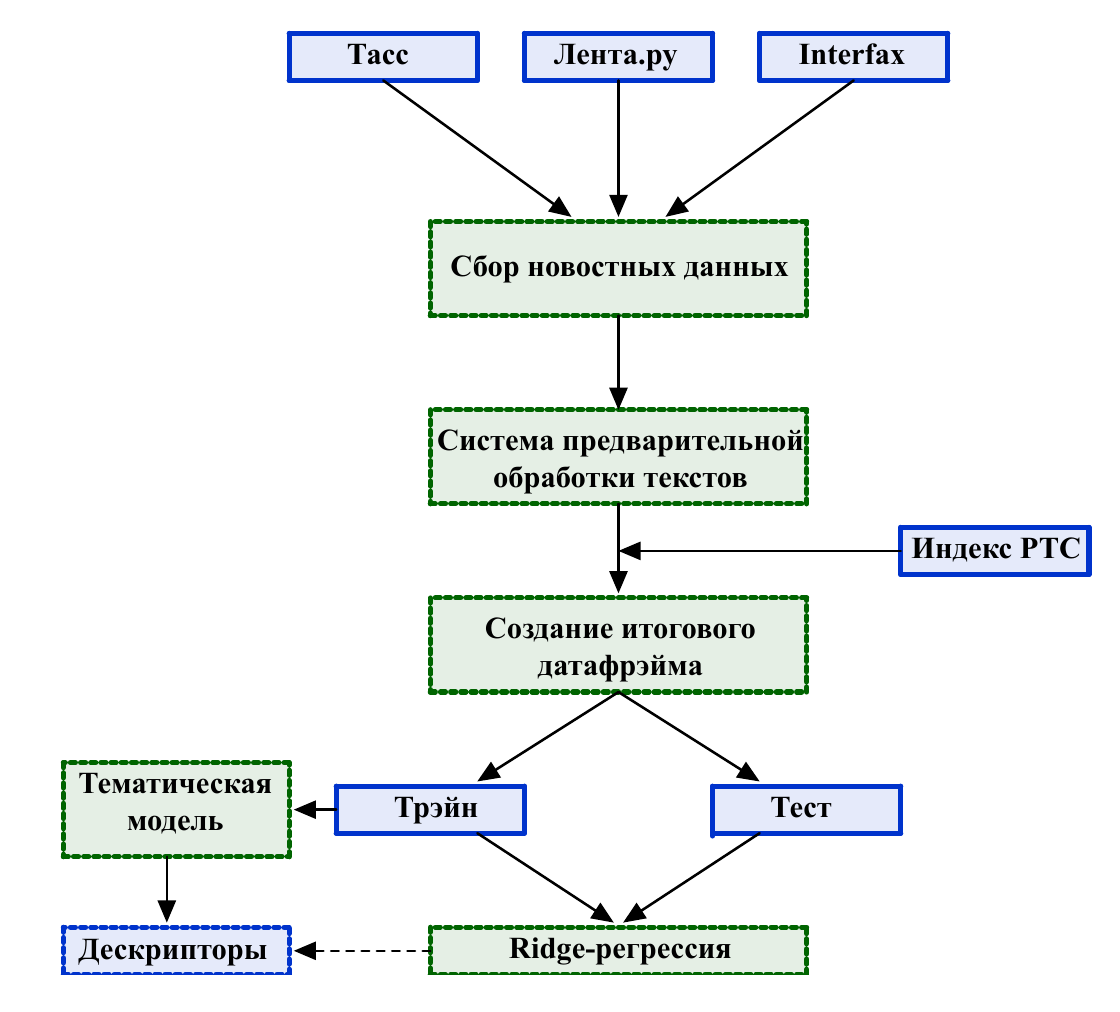 Тасс
Лента.ру
Interfax
Сбор новостных данных
Система предварительной
обработки текстов
Индекс РТС
Создание итогового
датафрэйма
Тематическая
модель
Трэйн
Тест
Дескрипторы
Ridge-регрессия